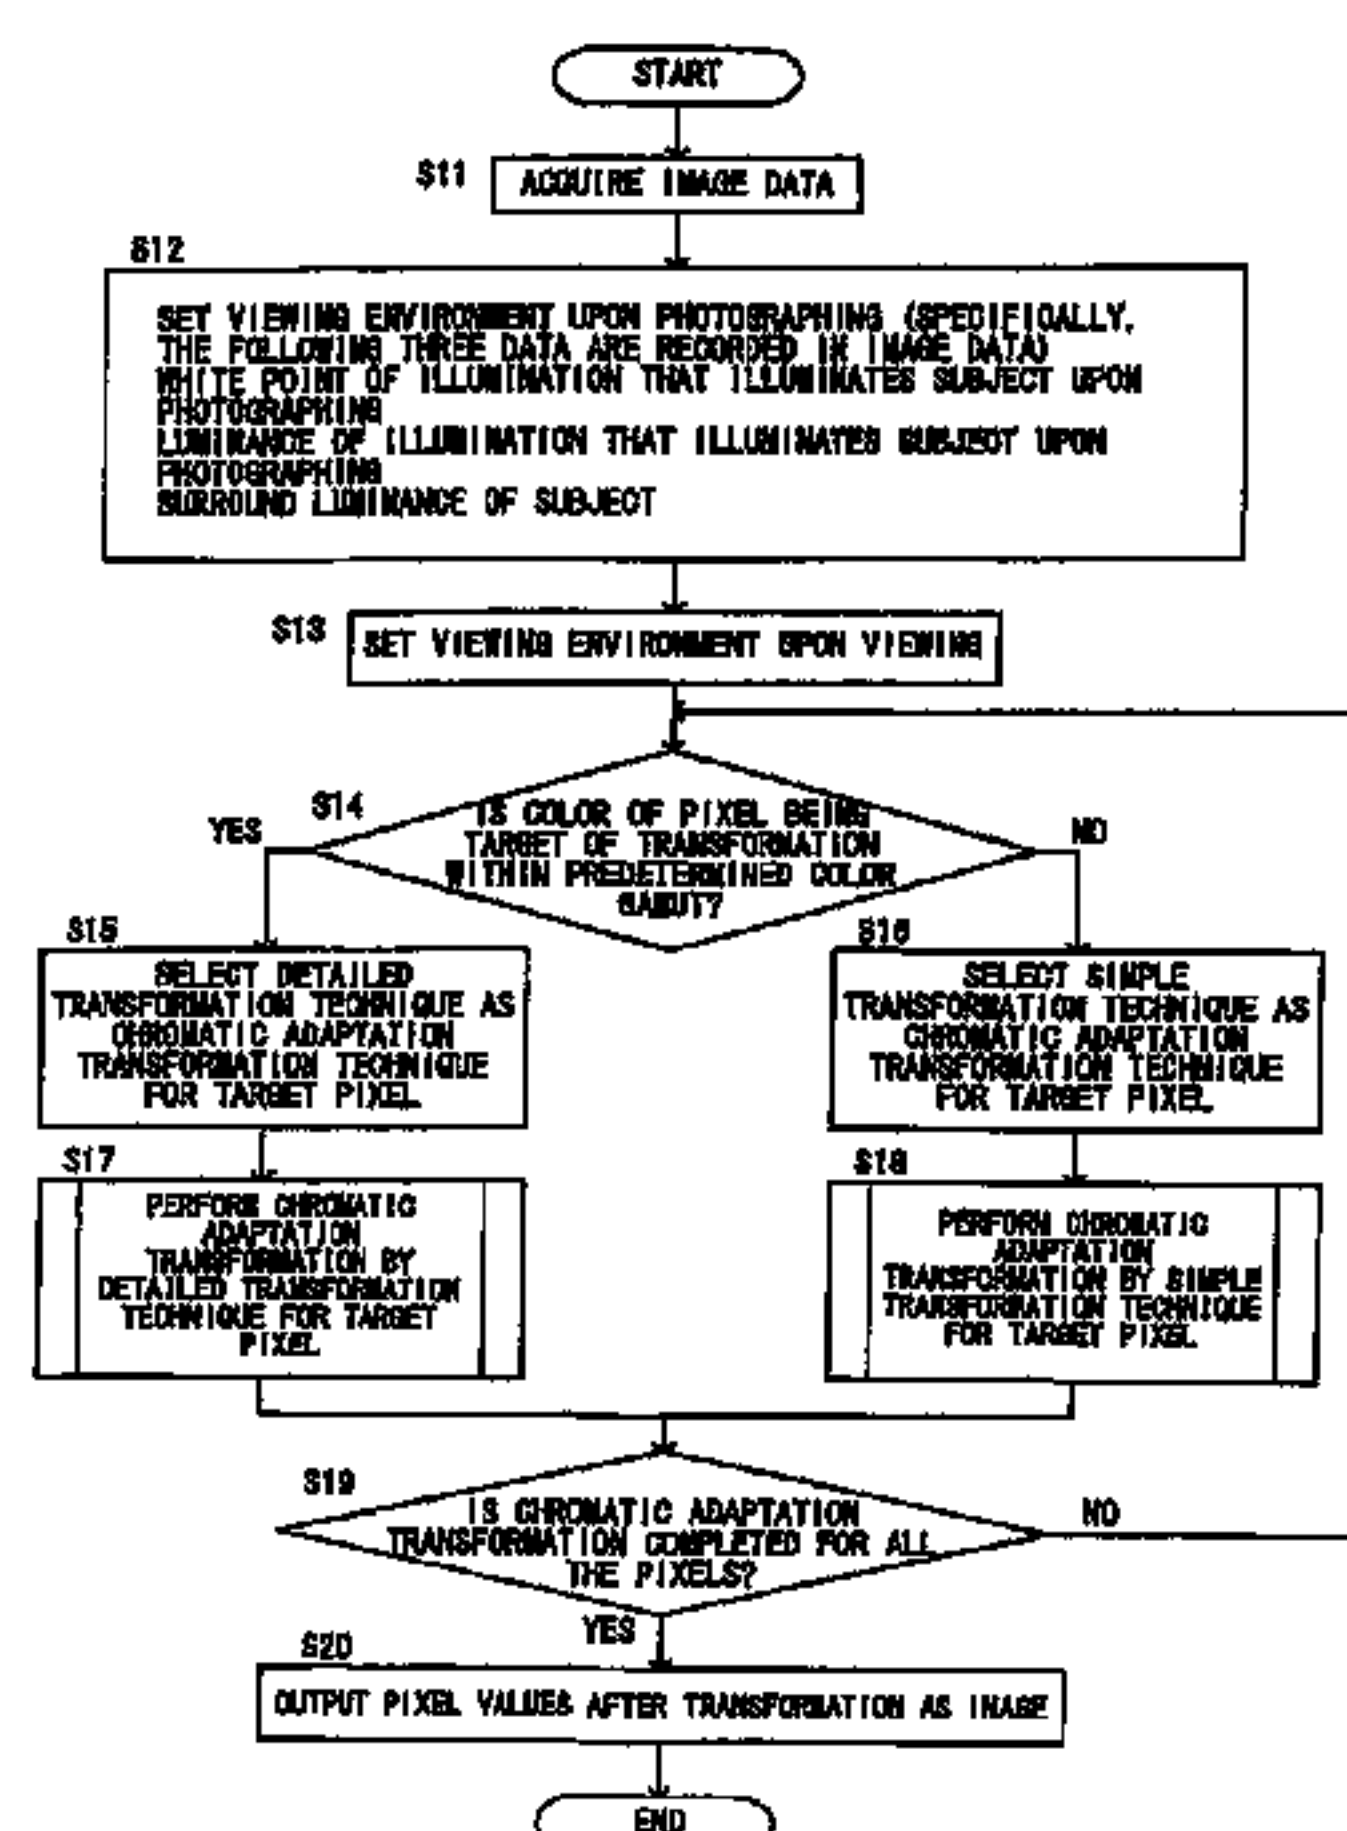 START
S11
ACQUIRE IMAGE DATA
S12
SET VIEWING ENVIRONMENT UPON PHOTOGRAPHING (SPECIFICALLY,
THE FOLLOWING THREE DATA ARE RECORDED IN IMAGE DATA)
WHITE POINT OF ILLUMINATION THAT ILLUMINATES SUBJECT UPON
PHOTOGRAPHING
LUMINANCE OF ILLUMINATION THAT ILLUMINATES SUBJECT UPON
PHOTOGRAPHING
SURROUND LUMINANCE OF SUBJECT
S13
SET VIEWING ENVIRONMENT UPON VIEWING
S14
IS COLOR OF PIXEL BEING
TARGET OF TRANSFORMATION
WITHIN PREDETERMINED COLOR
GAMUT?
YES
NO
S15
SELECT DETAILED
TRANSFORMATION TECHNIQUE AS
CHROMATIC ADAPTATION
TRANSFORMATION TECHNIQUE
FOR TARGET PIXEL
S16
SELECT SIMPLE
TRANSFORMATION TECHNIQUE AS
CHROMATIC ADAPTATION
TRANSFORMATION TECHNIQUE
FOR TARGET PIXEL
S17
PERFORM CHROMATIC
ADAPTATION
TRANSFORMATION BY
DETAILED TRANSFORMATION
TECHNIQUE FOR TARGET
PIXEL
S18
PERFORM CHROMATIC
ADAPTATION
TRANSFORMATION BY SIMPLE
TRANSFORMATION TECHNIQUE
FOR TARGET PIXEL
S19
IS CHROMATIC ADAPTATION
TRANSFORMATION COMPLETED FOR ALL
THE PIXELS?
NO
YES
S20
OUTPUT PIXEL VALUES AFTER TRANSFORMATION AS IMAGE
END